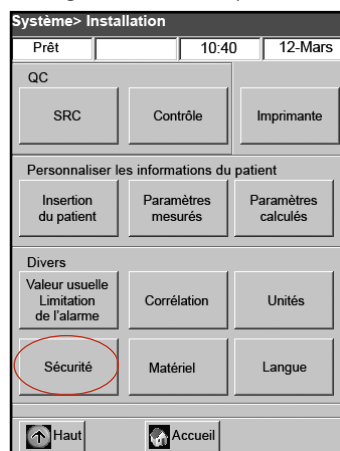 Système> Installation
Prêt 10:40 12-Mars
QC
SRC Contrôle Imprimante
Personnaliser les informations du patient
Insertion du patient Paramètres mesurés Paramètres calculés
Divers
Valeur usuelle Limitation de l'alarme Corrélation Unités
Sécurité Matériel Langue
Haut Accueil